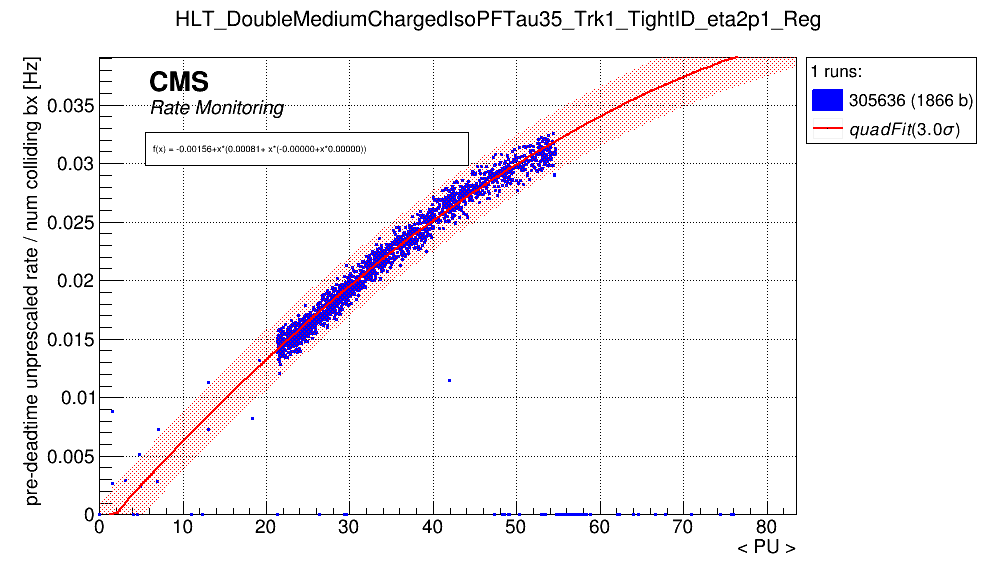 HLT_DoubleMediumChargedIsoPFTau35_Trk1_TightID_eta2p1_Reg
pre-deadtime unprescaled rate / num colliding bx [Hz]
CMS
Rate Monitoring
f(x) = -0.00156+x*(0.00081+ x*(-0.00000+x*0.00000))
1 runs:
305636 (1866 b)
quadFit(3.0σ)
0.035
0.03
0.025
0.02
0.015
0.01
0.005
0
0 10 20 30 40 50 60 70 80
< PU >